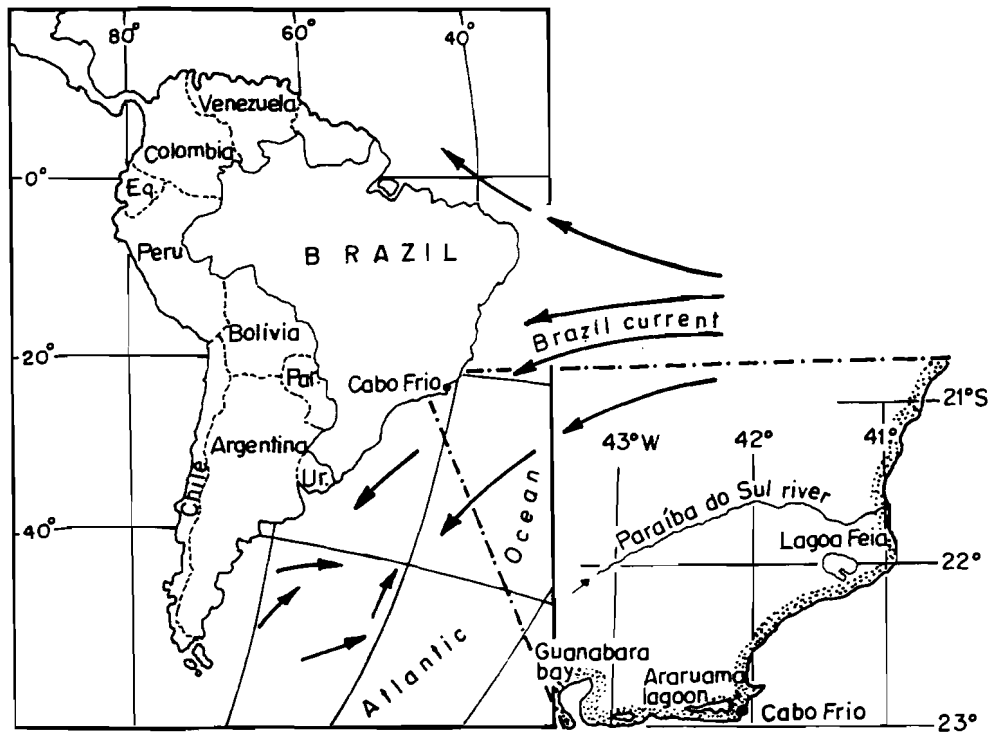 80°
60°
40°
Venezuela
Colombia
0°
Eq.
Peru
BRAZIL
Bolívia
20°
Par.
Cabo Frio
Brazil current
Argentina
Ur.
Chile
40°
Atlantic
Ocean
21°S
43°W
42°
41°
Paraíba do Sul river
Lagoa Feia
22°
Guanabara
bay
Araruama
lagoon
Cabo Frio
23°